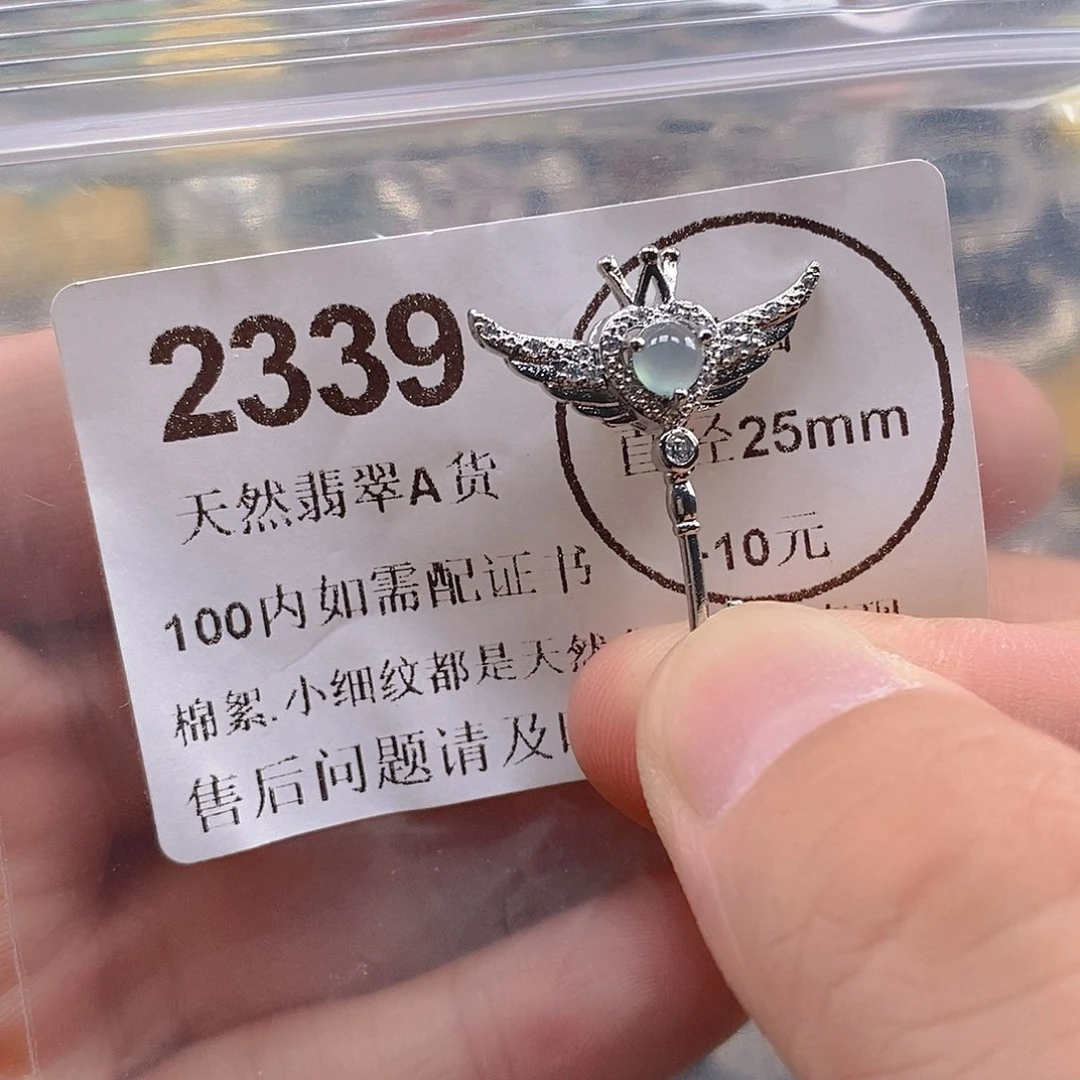 2339
天然翡翠A货
100内如需配证书
棉絮.小细纹都是天然
售后问题请及
直径25mm
10元